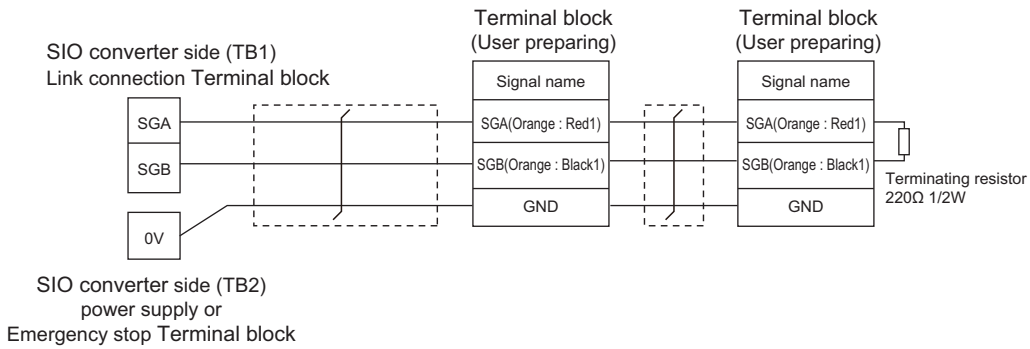 SIO converter side (TB1)
Link connection Terminal block
SGA
SGB
0V
SIO converter side (TB2)
power supply or
Emergency stop Terminal block
Terminal block
(User preparing)
Signal name
SGA(Orange : Red1)
SGB(Orange : Black1)
GND
Terminal block
(User preparing)
Signal name
SGA(Orange : Red1)
SGB(Orange : Black1)
GND
Terminating resistor
220Ω 1/2W